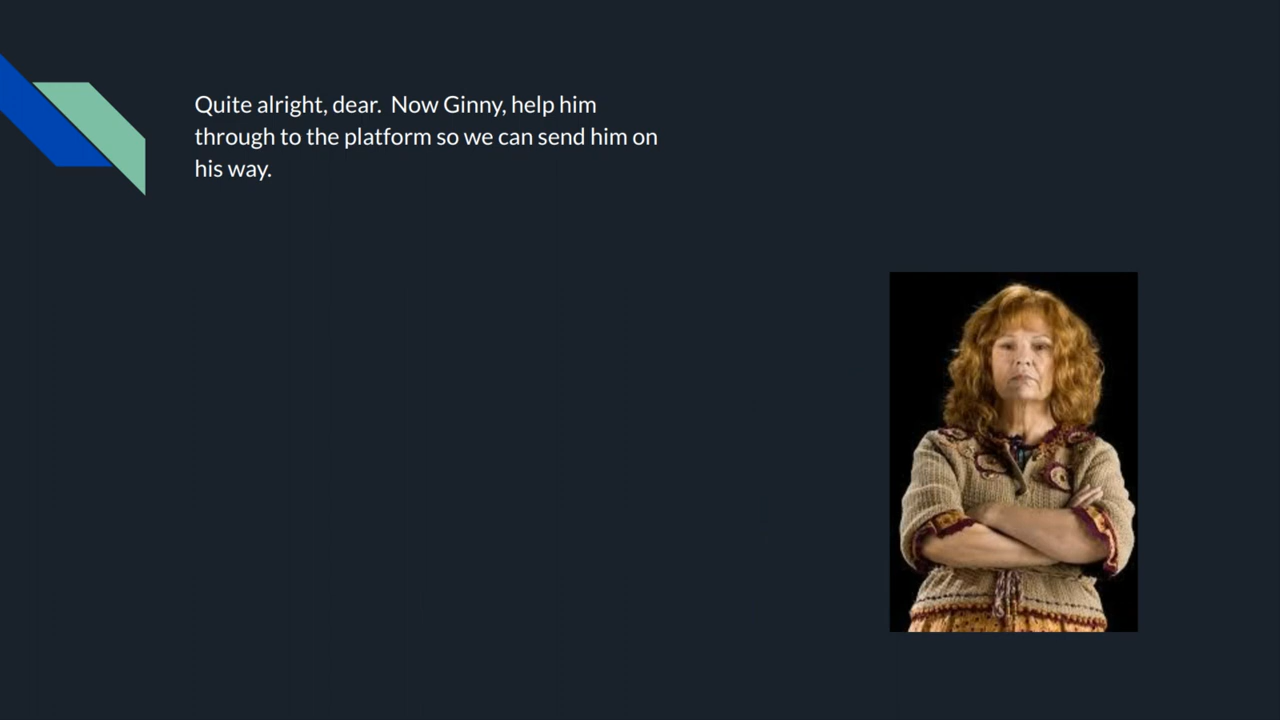 Quite alright, dear.  Now Ginny, help him
through to the platform so we can send him on
his way.